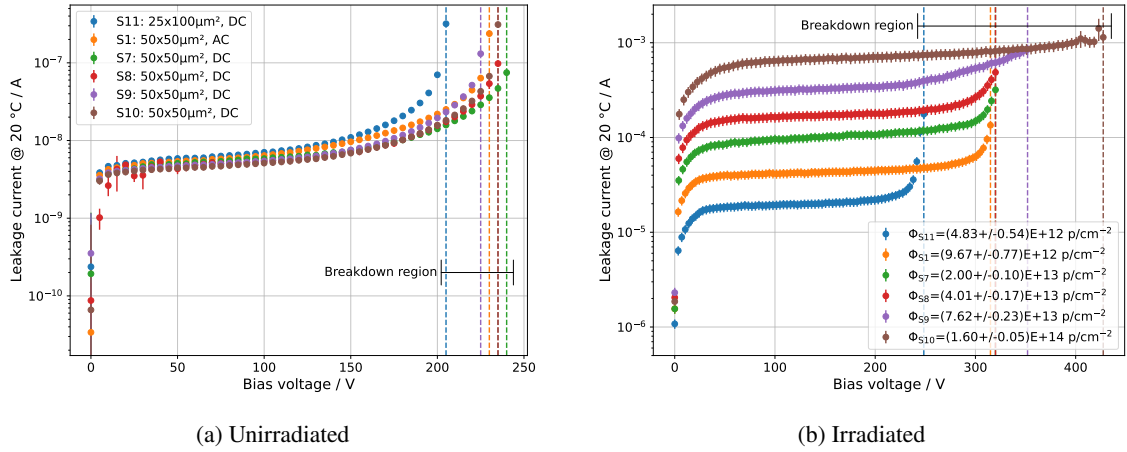 Leakage current @ 20 °C / A
10⁻⁷
10⁻⁸
10⁻⁹
10⁻¹⁰
S11: 25x100μm², DC
S1: 50x50μm², AC
S7: 50x50μm², DC
S8: 50x50μm², DC
S9: 50x50μm², DC
S10: 50x50μm², DC
Breakdown region
0 50 100 150 200 250
Bias voltage / V
(a) Unirradiated
Leakage current @ 20 °C / A
10⁻³
10⁻⁴
10⁻⁵
10⁻⁶
Breakdown region
Φ_S11=(4.83+/-0.54)E+12 p/cm⁻²
Φ_S1=(9.67+/-0.77)E+12 p/cm⁻²
Φ_S7=(2.00+/-0.10)E+13 p/cm⁻²
Φ_S8=(4.01+/-0.17)E+13 p/cm⁻²
Φ_S9=(7.62+/-0.23)E+13 p/cm⁻²
Φ_S10=(1.60+/-0.05)E+14 p/cm⁻²
0 100 200 300 400
Bias voltage / V
(b) Irradiated